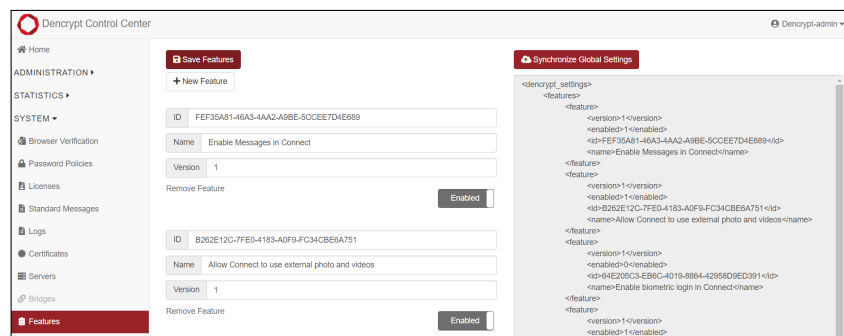 Dencrypt Control Center
Dencrypt-admin
Home
ADMINISTRATION
STATISTICS
SYSTEM
Browser Verification
Password Policies
Licenses
Standard Messages
Logs
Certificates
Servers
Bridges
Features
Save Features
+ New Feature
ID FEF35A81-46A3-4AA2-A9BE-5CCEE7D4E689
Name Enable Messages in Connect
Version 1
Remove Feature
Enabled
ID B262E12C-7FE0-4183-A0F9-FC34CBE6A751
Name Allow Connect to use external photo and videos
Version 1
Remove Feature
Enabled
Synchronize Global Settings
<dencrypt_settings>
<features>
<feature>
<version>1</version>
<enabled>1</enabled>
<id>FEF35A81-46A3-4AA2-A9BE-5CCEE7D4E689</id>
<name>Enable Messages in Connect</name>
</feature>
<feature>
<version>1</version>
<enabled>1</enabled>
<id>B262E12C-7FE0-4183-A0F9-FC34CBE6A751</id>
<name>Allow Connect to use external photo and videos</name>
</feature>
<feature>
<version>1</version>
<enabled>0</enabled>
<id>64E205C3-EB6C-4019-8864-42958D9ED391</id>
<name>Enable biometric login in Connect</name>
</feature>
<feature>
<version>1</version>
<enabled>1</enabled>